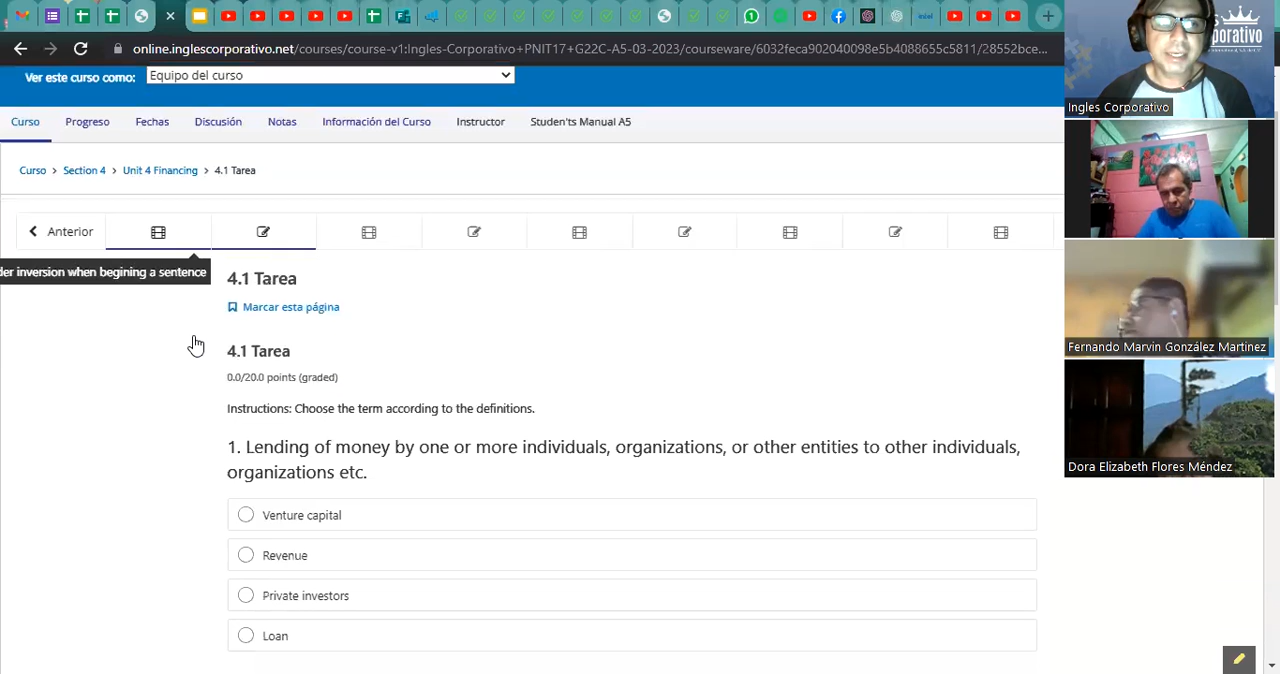 online.inglescorporativo.net/courses/course-v1:Ingles-Corporativo+PNIT17+G22C-A5-03-2023/courseware/6032feca902040098e5b4088655c5811/28552bce...
Ver este curso como: Equipo del curso
Curso Progreso Fechas Discusión Notas Información del Curso Instructor Studen'ts Manual A5
Curso > Section 4 > Unit 4 Financing > 4.1 Tarea
Anterior
der inversion when begining a sentence
4.1 Tarea
Marcar esta página
4.1 Tarea
0.0/20.0 points (graded)
Instructions: Choose the term according to the definitions.
1. Lending of money by one or more individuals, organizations, or other entities to other individuals,
organizations etc.
Venture capital
Revenue
Private investors
Loan
Ingles Corporativo
Fernando Marvin González Martinez
Dora Elizabeth Flores Méndez